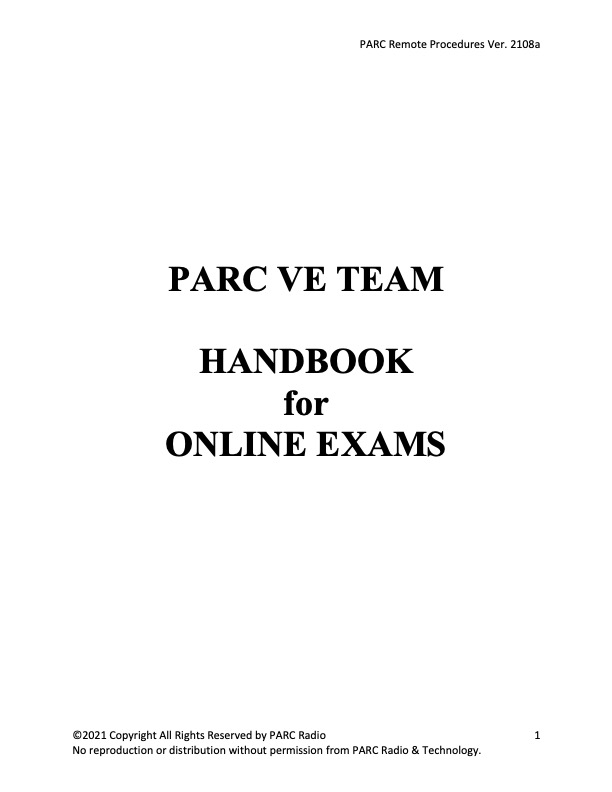 PARC Remote Procedures Ver. 2108a
PARC VE TEAM
HANDBOOK
for
ONLINE EXAMS
©2021 Copyright All Rights Reserved by PARC Radio 1
No reproduction or distribution without permission from PARC Radio & Technology.